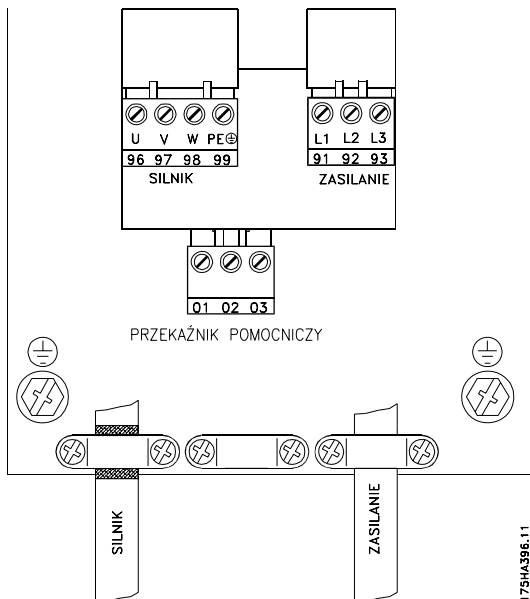 U V W PE
96 97 98 99
SILNIK
L1 L2 L3
91 92 93
ZASILANIE
01 02 03
PRZEKAŹNIK POMOCNICZY
SILNIK
ZASILANIE
175HA396.11